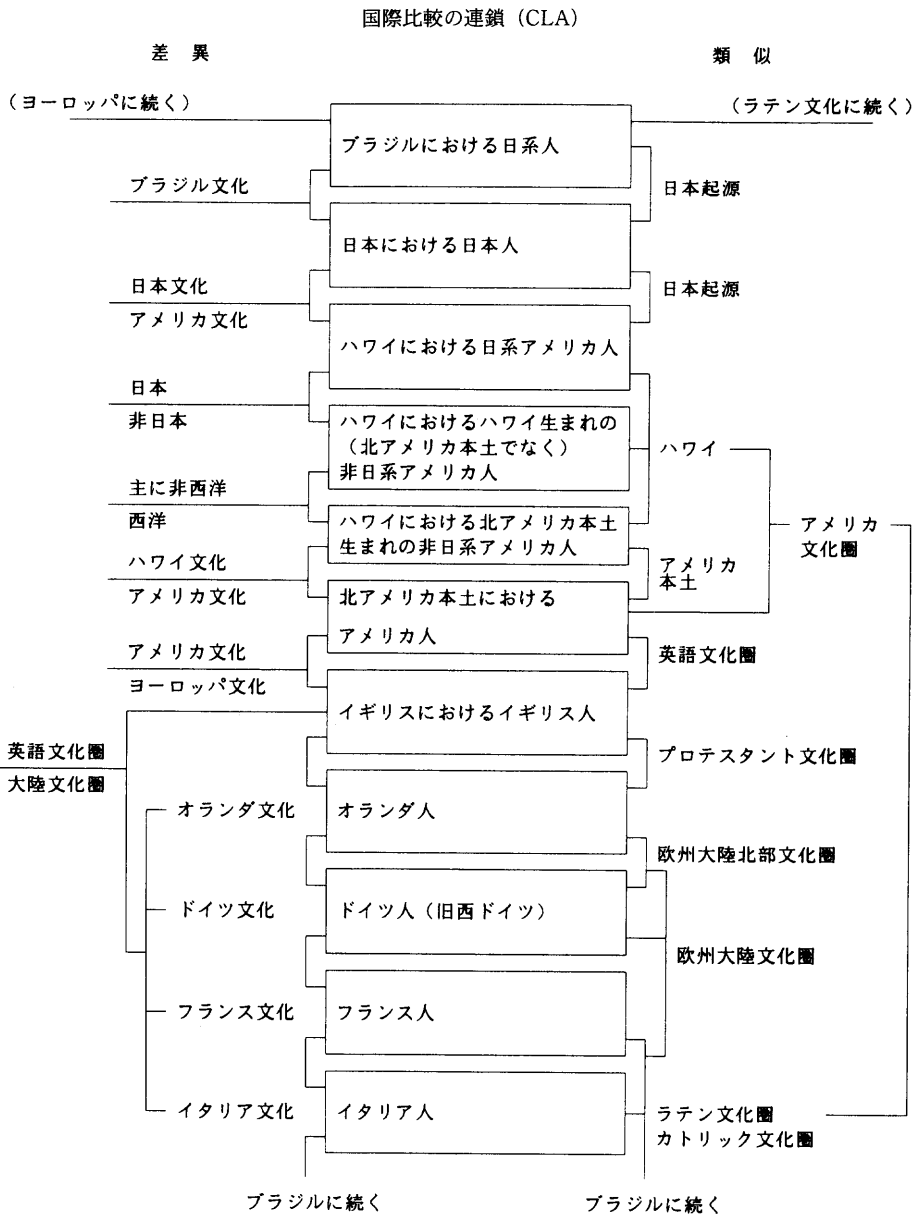 国際比較の連鎖（CLA）
差 異
類 似
（ヨーロッパに続く）
（ラテン文化に続く）
ブラジルにおける日系人
ブラジル文化
日本起源
日本における日本人
日本文化
アメリカ文化
日本起源
ハワイにおける日系アメリカ人
日本
非日本
ハワイにおけるハワイ生まれの
（北アメリカ本土でなく）
非日系アメリカ人
ハワイ
主に非西洋
西洋
ハワイにおける北アメリカ本土
生まれの非日系アメリカ人
アメリカ
文化圏
ハワイ文化
アメリカ文化
アメリカ
本土
北アメリカ本土における
アメリカ人
アメリカ文化
ヨーロッパ文化
英語文化圏
イギリスにおけるイギリス人
英語文化圏
大陸文化圏
プロテスタント文化圏
オランダ文化
オランダ人
欧州大陸北部文化圏
ドイツ文化
ドイツ人（旧西ドイツ）
欧州大陸文化圏
フランス文化
フランス人
イタリア文化
イタリア人
ラテン文化圏
カトリック文化圏
ブラジルに続く
ブラジルに続く